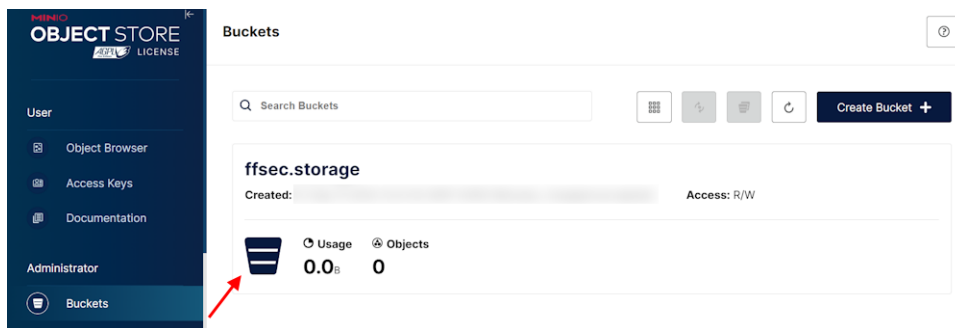 MINIO
OBJECT STORE
AGPLv3 LICENSE
User
Object Browser
Access Keys
Documentation
Administrator
Buckets
Buckets
Search Buckets
Create Bucket +
ffsec.storage
Created:
Access: R/W
Usage Objects
0.0B 0